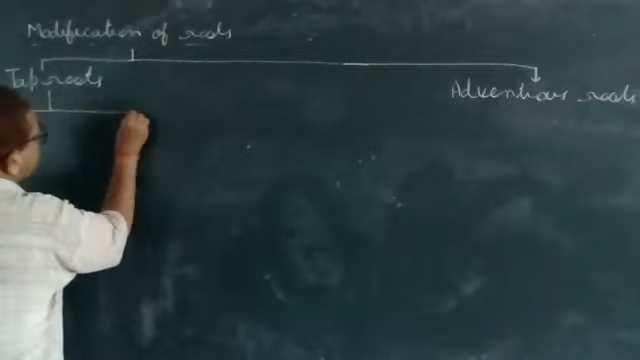 Modification of roots
Tap roots
Adventious roots